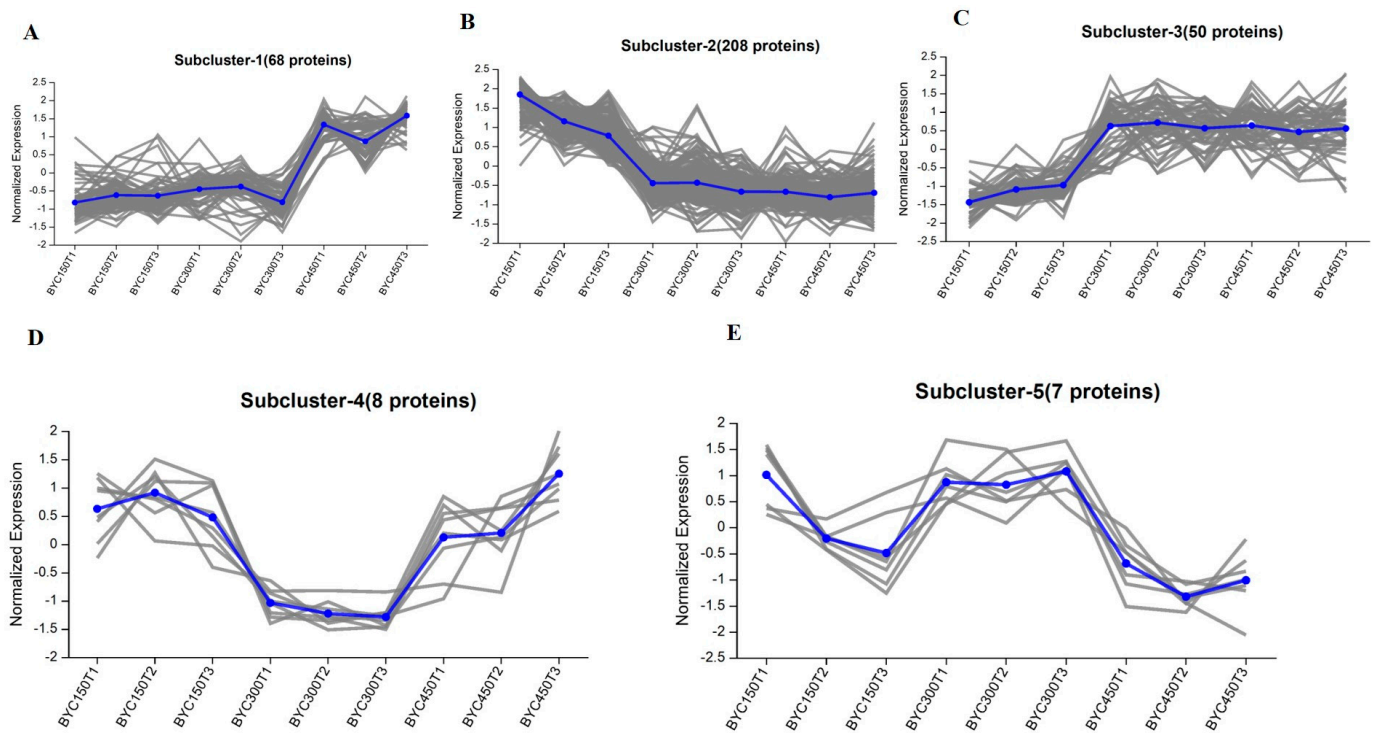 A
Subcluster-1(68 proteins)
Normalized Expression
2.5
2
1.5
1
0.5
0
-0.5
-1
-1.5
-2
BYC150T1
BYC150T2
BYC150T3
BYC300T1
BYC300T2
BYC300T3
BYC450T1
BYC450T2
BYC450T3
B
Subcluster-2(208 proteins)
Normalized Expression
2.5
2
1.5
1
0.5
0
-0.5
-1
-1.5
-2
BYC150T1
BYC150T2
BYC150T3
BYC300T1
BYC300T2
BYC300T3
BYC450T1
BYC450T2
BYC450T3
C
Subcluster-3(50 proteins)
Normalized Expression
2.5
2
1.5
1
0.5
0
-0.5
-1
-1.5
-2
-2.5
BYC150T1
BYC150T2
BYC150T3
BYC300T1
BYC300T2
BYC300T3
BYC450T1
BYC450T2
BYC450T3
D
Subcluster-4(8 proteins)
Normalized Expression
2
1.5
1
0.5
0
-0.5
-1
-1.5
-2
BYC150T1
BYC150T2
BYC150T3
BYC300T1
BYC300T2
BYC300T3
BYC450T1
BYC450T2
BYC450T3
E
Subcluster-5(7 proteins)
Normalized Expression
2
1.5
1
0.5
0
-0.5
-1
-1.5
-2
-2.5
BYC150T1
BYC150T2
BYC150T3
BYC300T1
BYC300T2
BYC300T3
BYC450T1
BYC450T2
BYC450T3